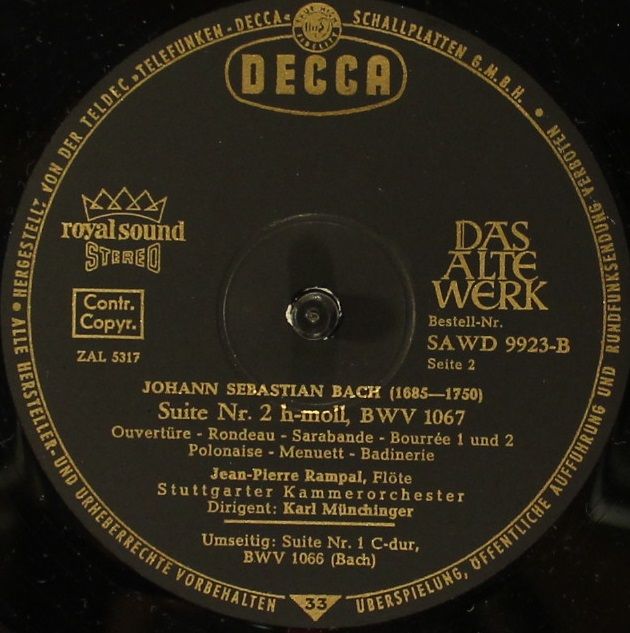 HERGESTELLT VON DER TELDEC »TELEFUNKEN-DECCA« SCHALLPLATTEN G.M.B.H.
DECCA
royal sound
STEREO
DAS
ALTE
WERK
Contr.
Copyr.
Bestell-Nr.
SAWD 9923-B
ZAL 5317
Seite 2
JOHANN SEBASTIAN BACH (1685—1750)
Suite Nr. 2 h-moll, BWV 1067
Ouvertüre - Rondeau - Sarabande - Bourrée 1 und 2
Polonaise - Menuett - Badinerie
Jean-Pierre Rampal, Flöte
Stuttgarter Kammerorchester
Dirigent: Karl Münchinger
Umseitig: Suite Nr. 1 C-dur,
BWV 1066 (Bach)
33
ALLE HERSTELLER- UND URHEBERRECHTE VORBEHALTEN
ÜBERSPIELUNG, ÖFFENTLICHE AUFFÜHRUNG UND RUNDFUNKSENDUNG VERBOTEN